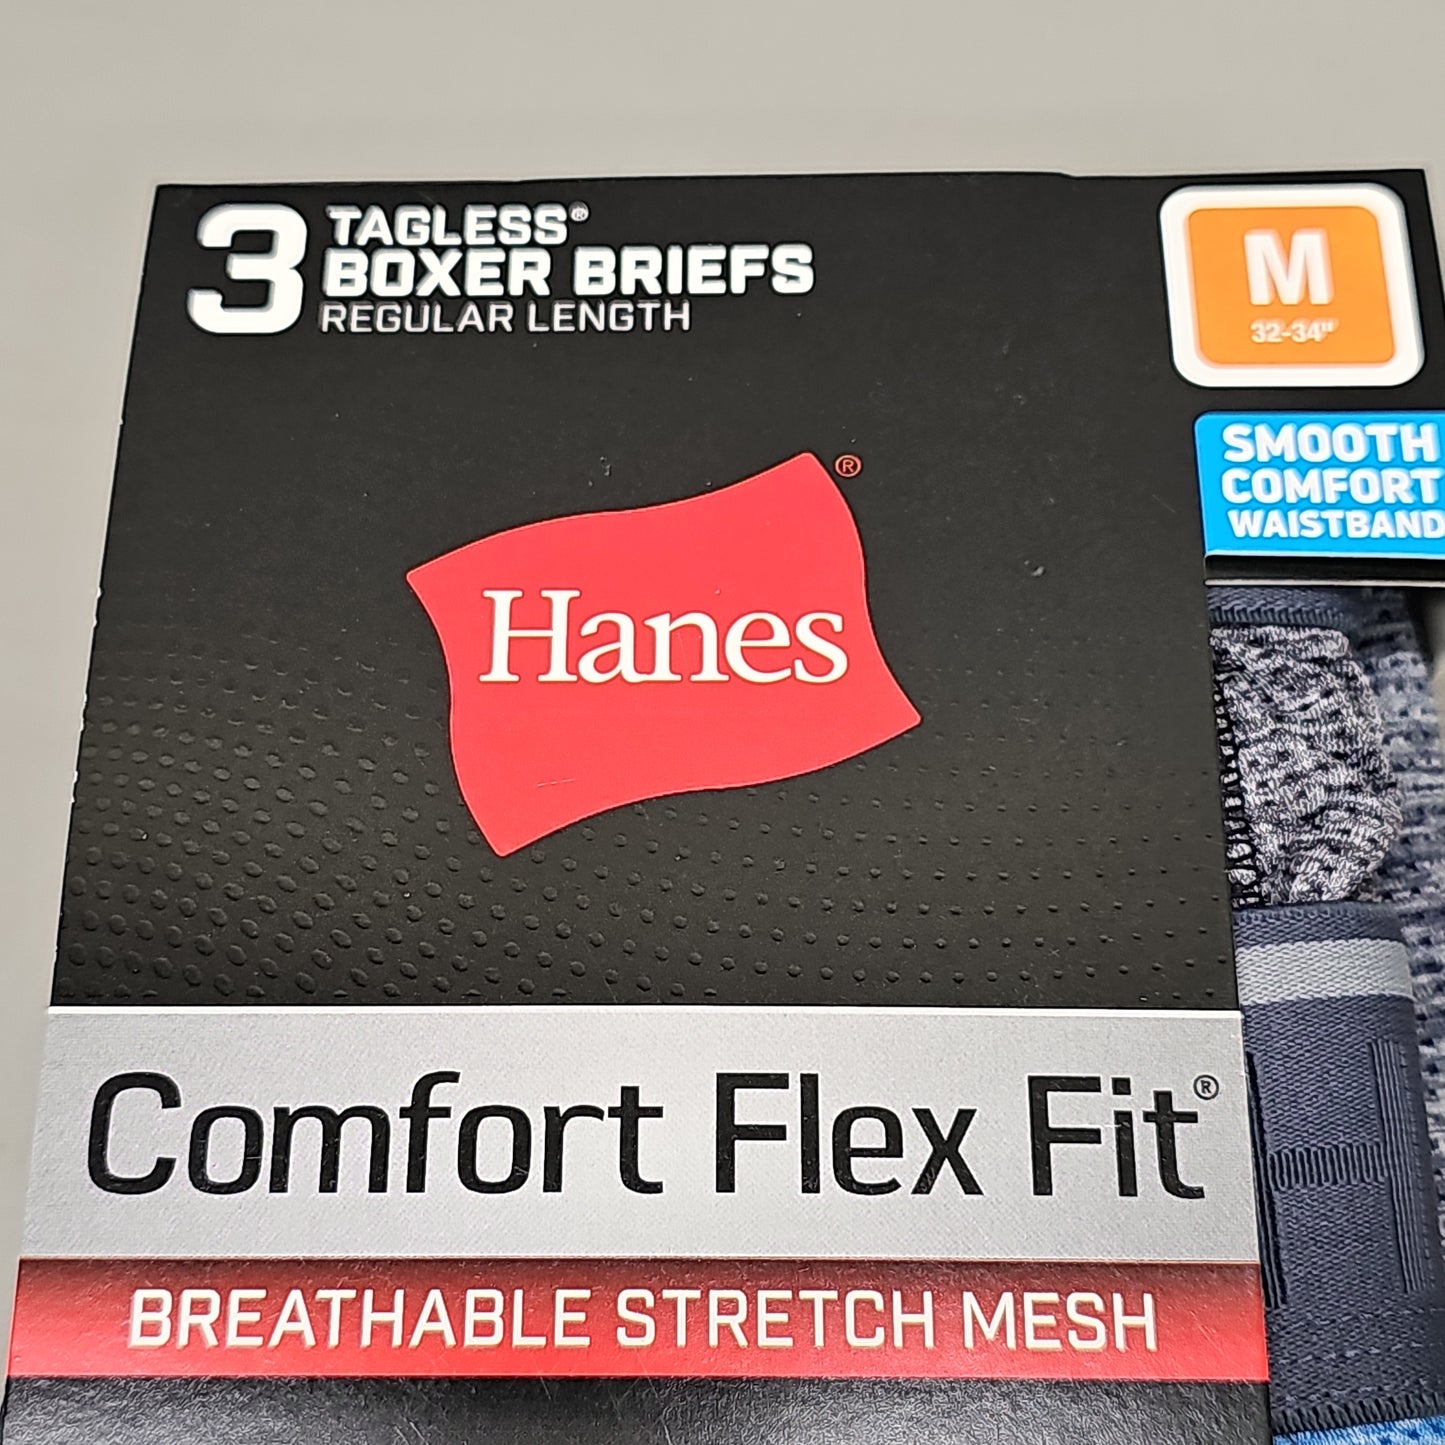 3
TAGLESS®
BOXER BRIEFS
REGULAR LENGTH
M
32-34"
SMOOTH
COMFORT
WAISTBAND
Hanes®
Comfort Flex Fit®
BREATHABLE STRETCH MESH